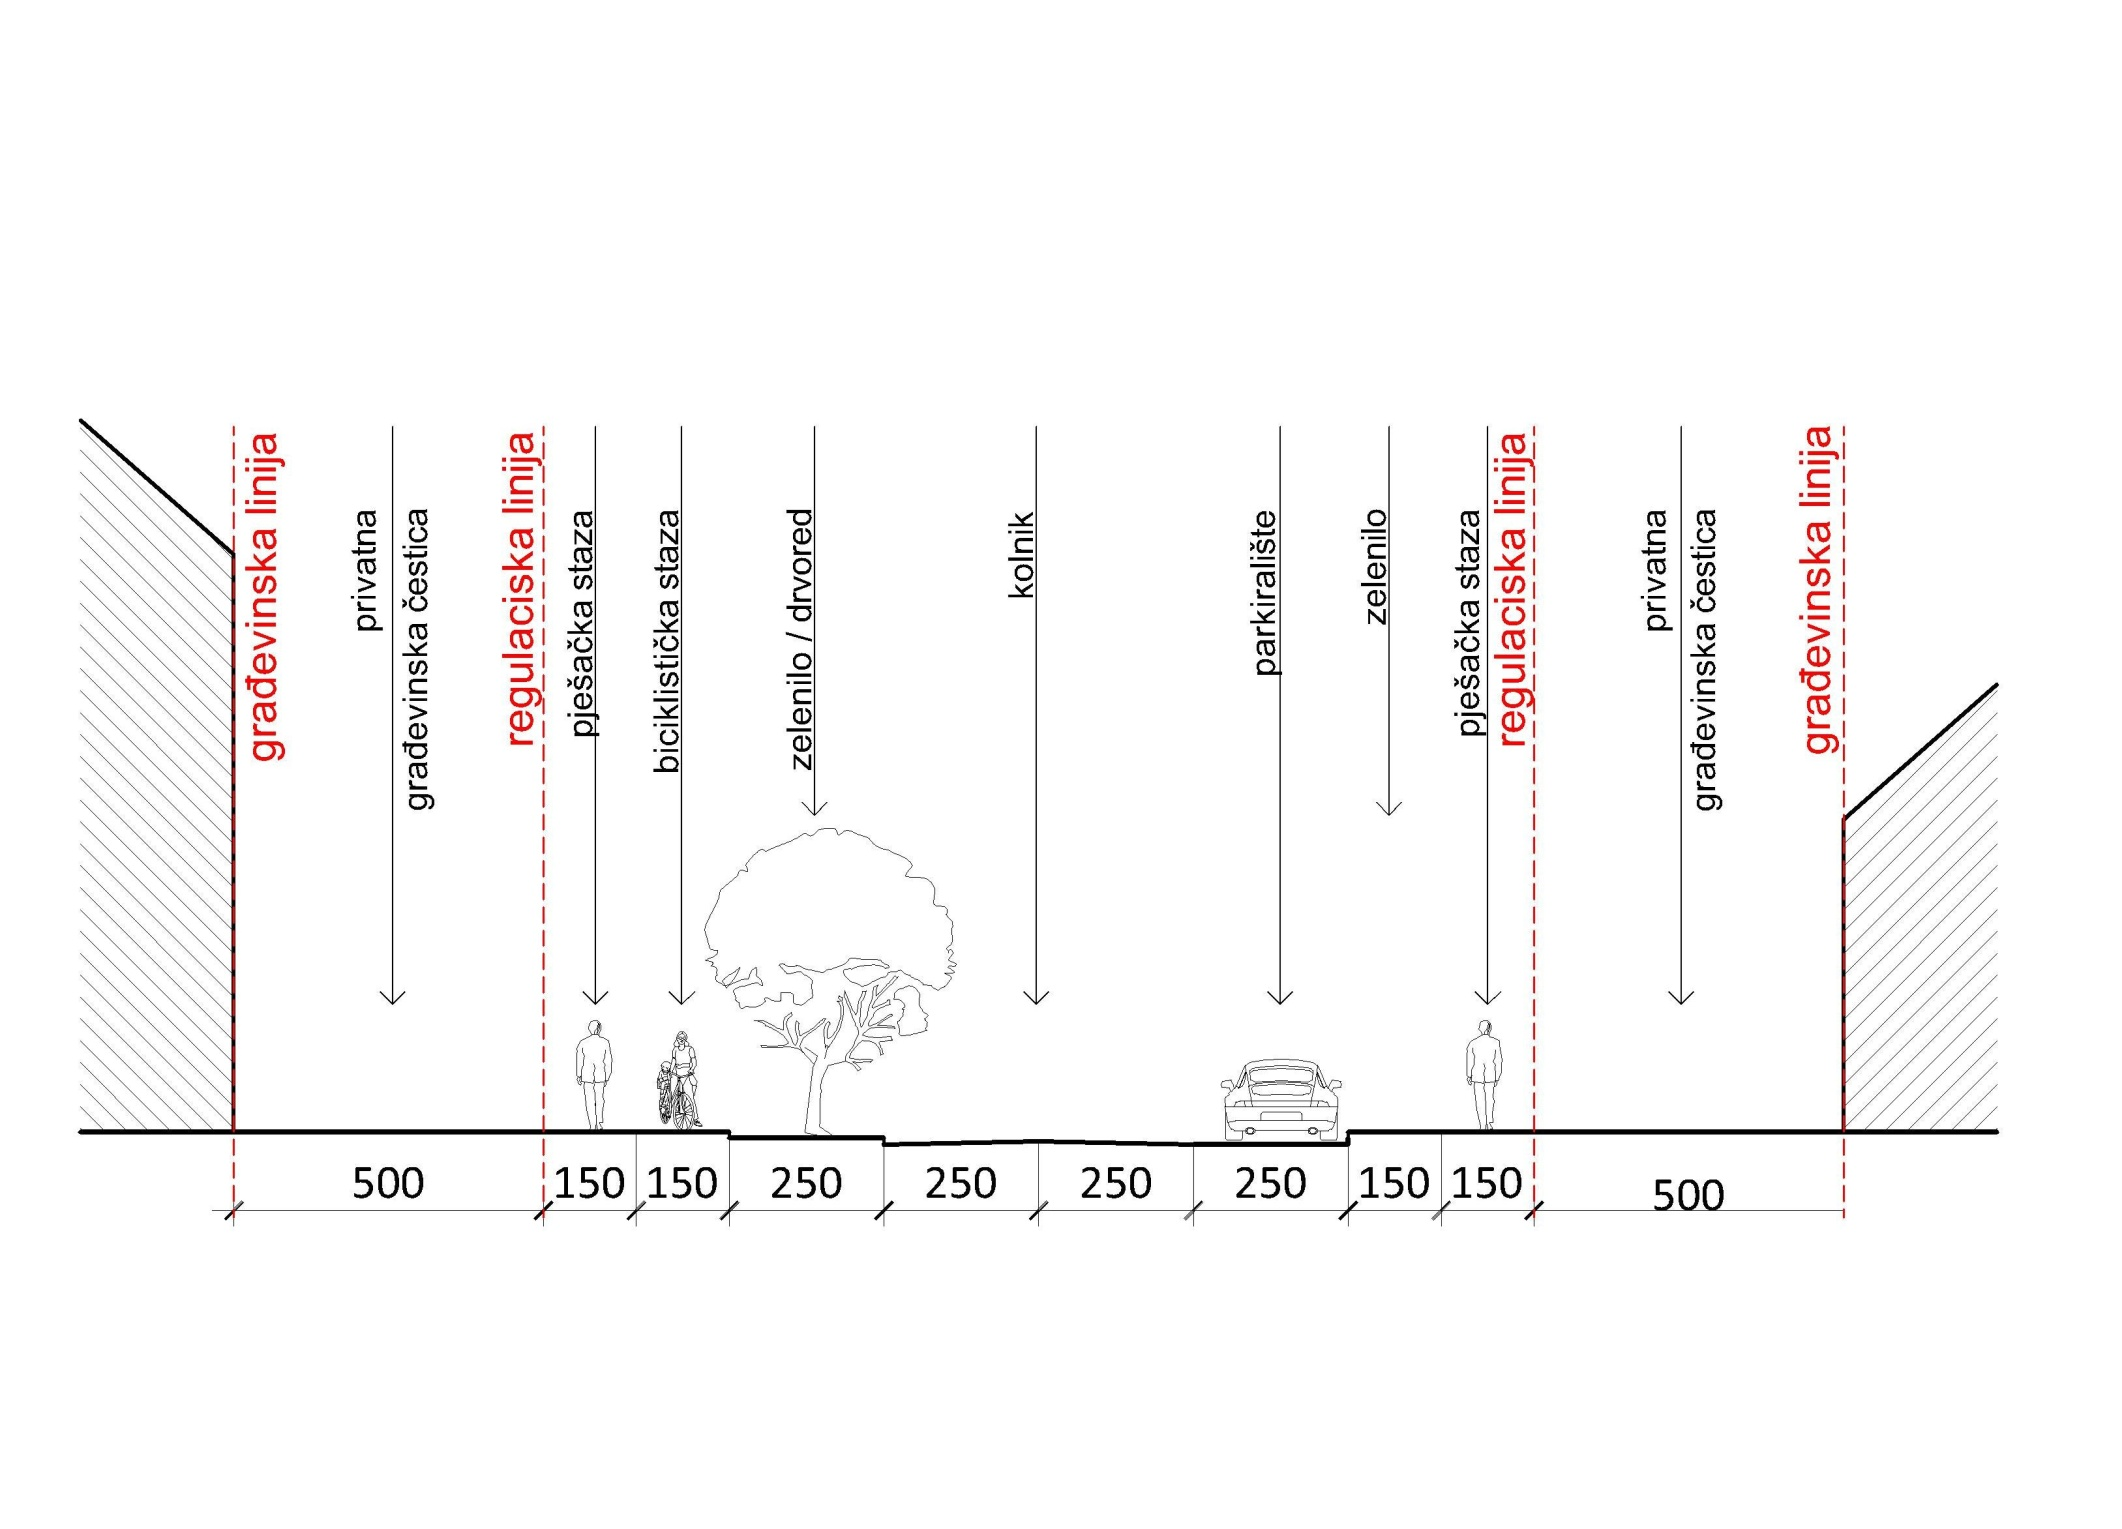 građevinska linija
privatna
građevinska čestica
regulaciska linija
pješačka staza
biciklistička staza
zelenilo / drvored
kolnik
parkiralište
zelenilo
pješačka staza
regulaciska linija
privatna
građevinska čestica
građevinska linija
500 150 150 250 250 250 250 150 150 500